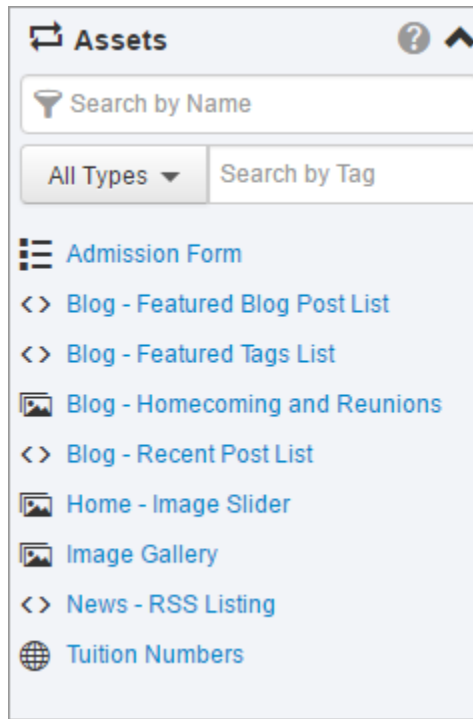 Assets
Search by Name
All Types Search by Tag
Admission Form
Blog - Featured Blog Post List
Blog - Featured Tags List
Blog - Homecoming and Reunions
Blog - Recent Post List
Home - Image Slider
Image Gallery
News - RSS Listing
Tuition Numbers